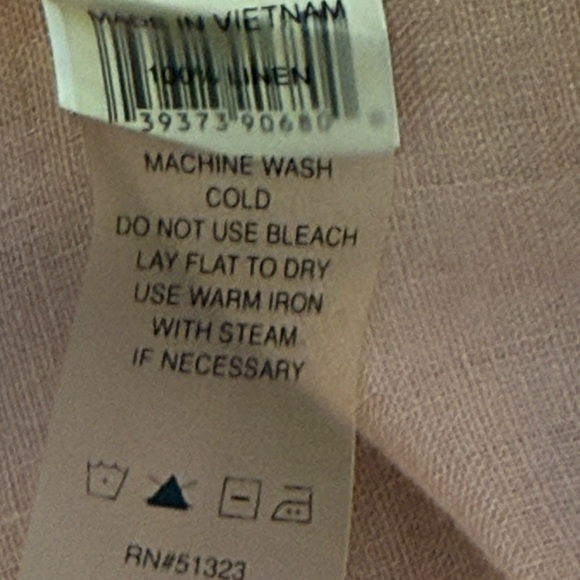 MADE IN VIETNAM
100% LINEN
39373 90680
MACHINE WASH
COLD
DO NOT USE BLEACH
LAY FLAT TO DRY
USE WARM IRON
WITH STEAM
IF NECESSARY
RN#51323